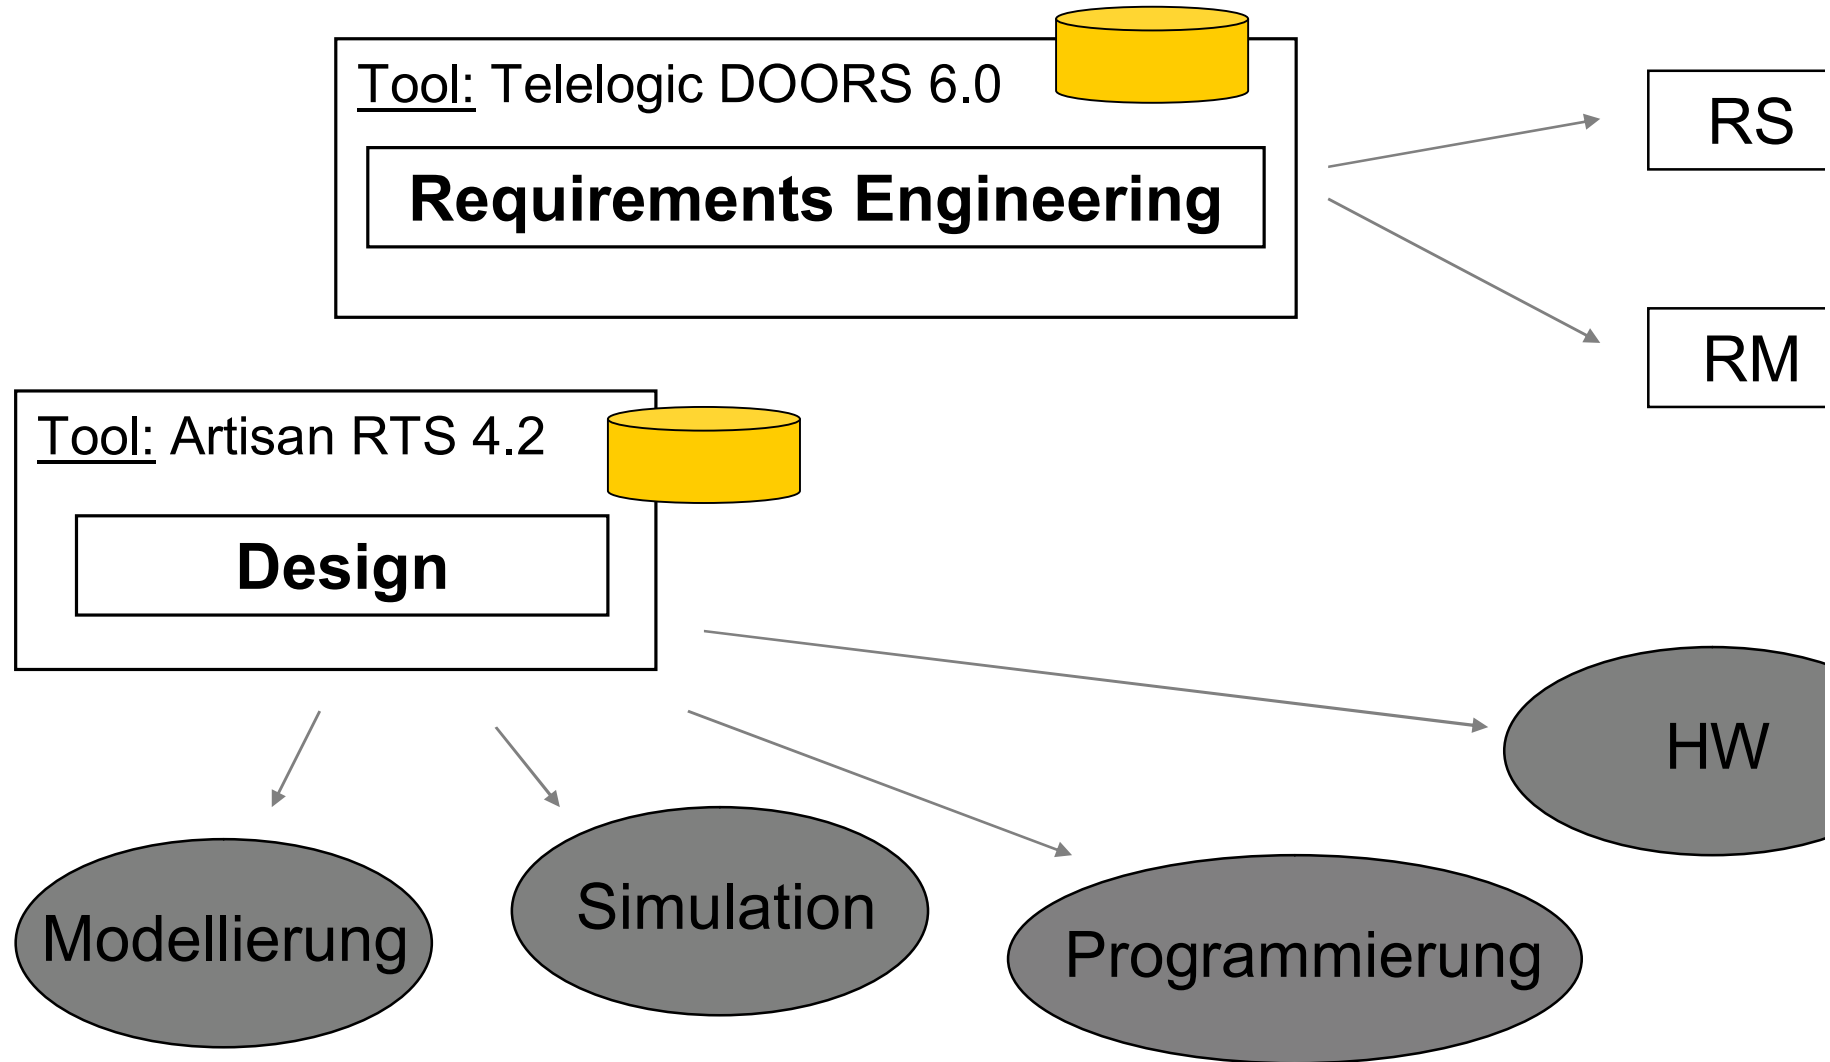 Tool: Telelogic DOORS 6.0
Requirements Engineering
RS
RM
Tool: Artisan RTS 4.2
Design
HW
Modellierung
Simulation
Programmierung